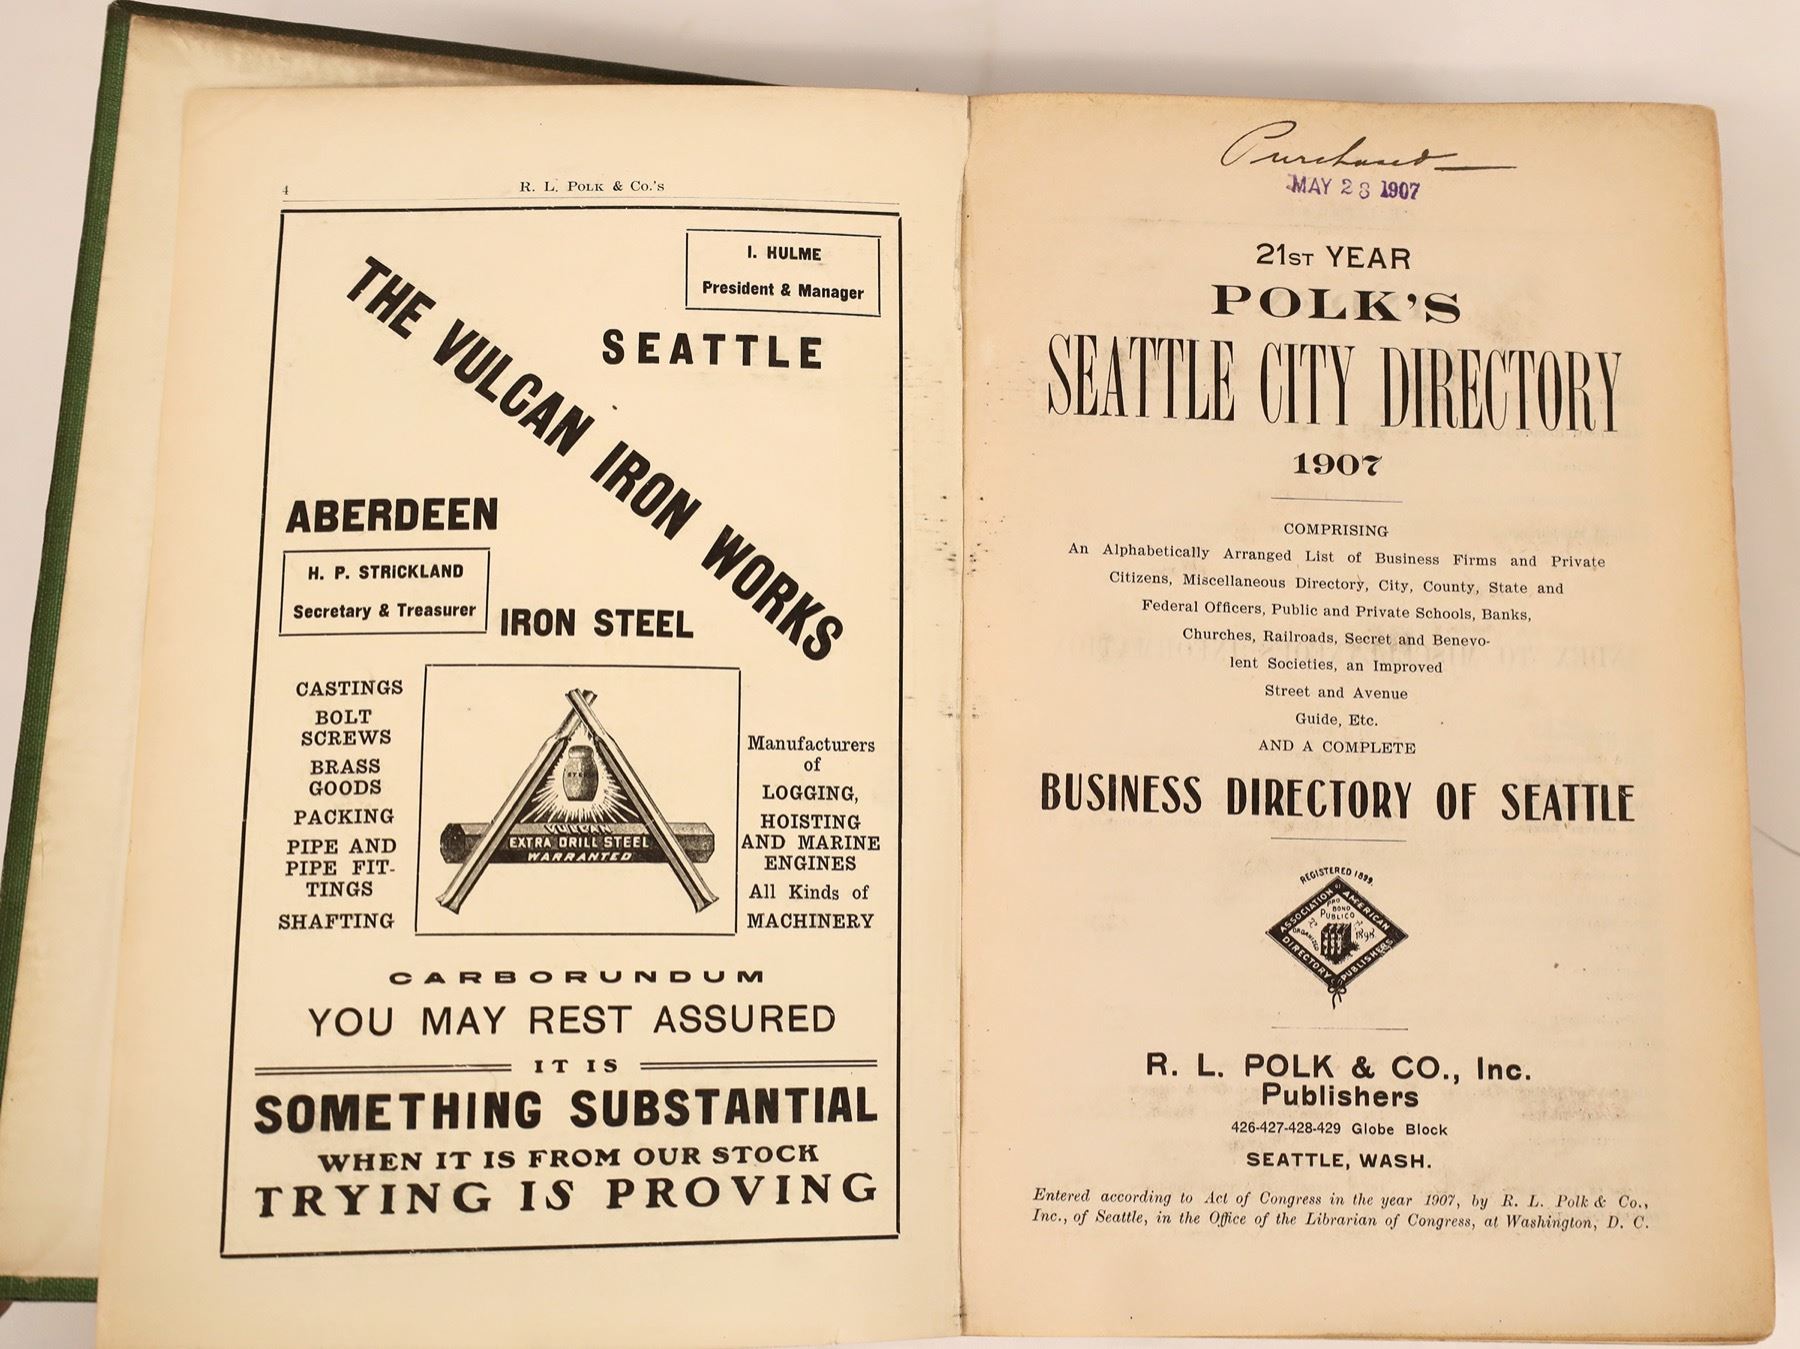 4
R. L. POLK & CO.'S
I. HULME
President & Manager
SEATTLE
THE VULCAN IRON WORKS
ABERDEEN
H. P. STRICKLAND
Secretary & Treasurer
IRON STEEL
CASTINGS
BOLT
SCREWS
BRASS
GOODS
PACKING
PIPE AND
PIPE FIT-
TINGS
SHAFTING
VULCAN
EXTRA DRILL STEEL
WARRANTED
Manufacturers
of
LOGGING,
HOISTING
AND MARINE
ENGINES
All Kinds of
MACHINERY
CARBORUNDUM
YOU MAY REST ASSURED
IT IS
SOMETHING SUBSTANTIAL
WHEN IT IS FROM OUR STOCK
TRYING IS PROVING
Purchased
MAY 28 1907
21ST YEAR
POLK'S
SEATTLE CITY DIRECTORY
1907
COMPRISING
An Alphabetically Arranged List of Business Firms and Private
Citizens, Miscellaneous Directory, City, County, State and
Federal Officers, Public and Private Schools, Banks,
Churches, Railroads, Secret and Benevo-
lent Societies, an Improved
Street and Avenue
Guide, Etc.
AND A COMPLETE
BUSINESS DIRECTORY OF SEATTLE
REGISTERED 1899.
ASSOCIATION OF AMERICAN
DIRECTORY PUBLISHERS
PRO
BONO
PUBLICO
ORGANIZED
1898
R. L. POLK & CO., Inc.
Publishers
426-427-428-429 Globe Block
SEATTLE, WASH.
Entered according to Act of Congress in the year 1907, by R. L. Polk & Co.,
Inc., of Seattle, in the Office of the Librarian of Congress, at Washington, D. C.